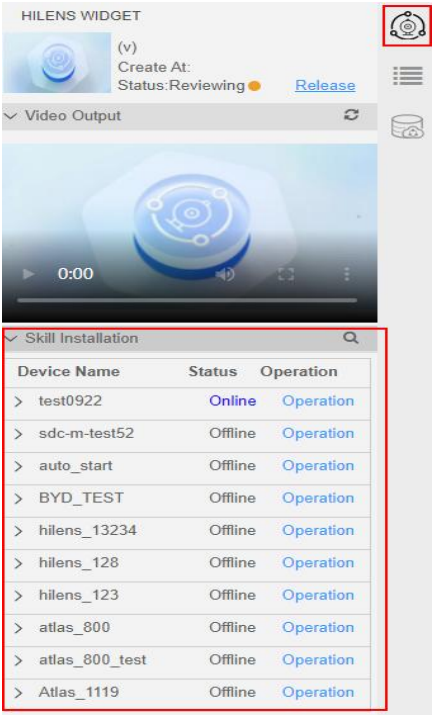 HILENS WIDGET
(v)
Create At:
Status:Reviewing Release
Video Output
0:00
Skill Installation
Device Name Status Operation
test0922 Online Operation
sdc-m-test52 Offline Operation
auto_start Offline Operation
BYD_TEST Offline Operation
hilens_13234 Offline Operation
hilens_128 Offline Operation
hilens_123 Offline Operation
atlas_800 Offline Operation
atlas_800_test Offline Operation
Atlas_1119 Offline Operation